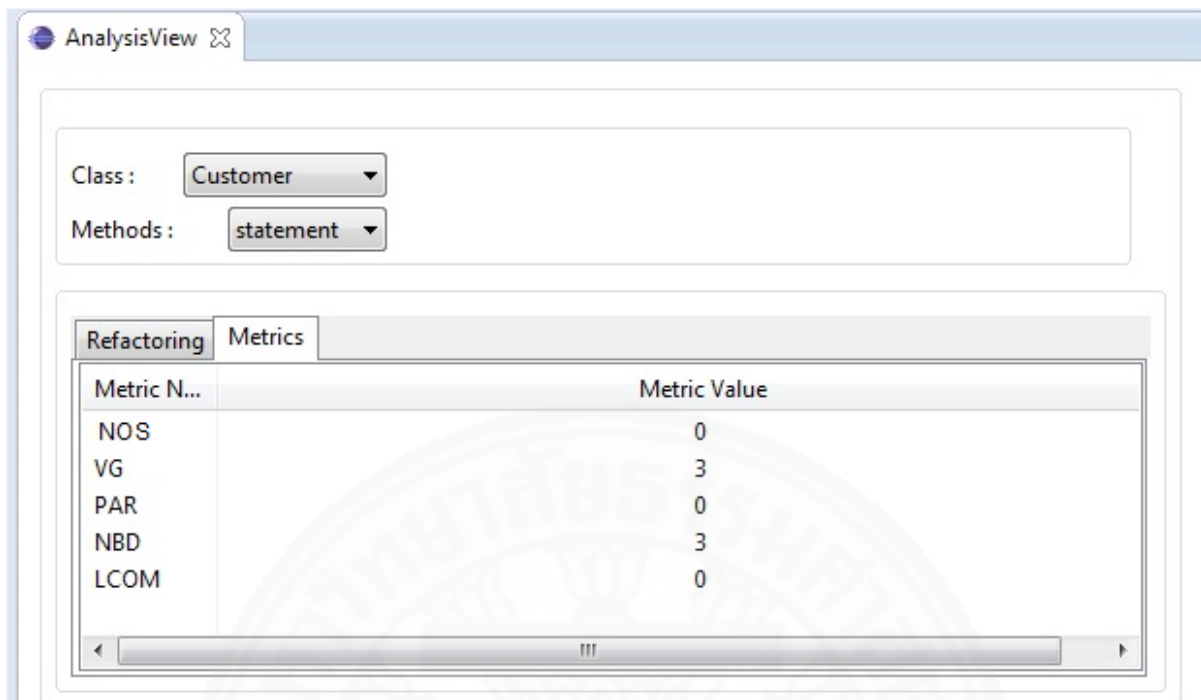 AnalysisView
Class : Customer
Methods : statement
Refactoring Metrics
Metric N... Metric Value
NOS 0
VG 3
PAR 0
NBD 3
LCOM 0